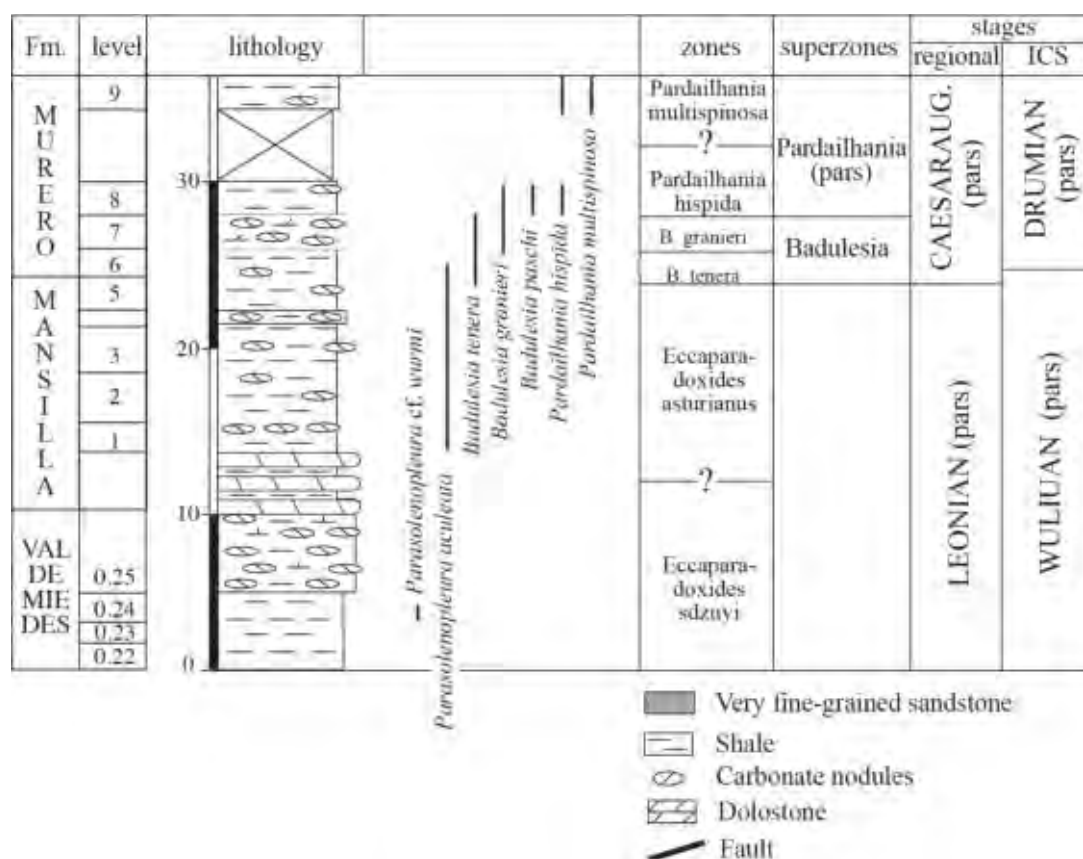 Fm.
level
lithology
zones
superzones
stages
regional
ICS
MURERO
MANSILLA
VAL
DE
MIE
DES
9
8
7
6
5
3
2
1
0.25
0.24
0.23
0.22
30
20
10
0
Parasolenopleura cf. wurmi
Parasolenopleura aculeata
Badulesia tenera
Badulesia granieri
Badulesia paschi
Pardailhania hispida
Pardailhania multispinosa
Pardailhania
multispinosa
?
Pardailhania
hispida
B. granieri
B. tenera
Eccapara-
doxides
asturianus
?
Eccapara-
doxides
sdzuyi
Pardailhania
(pars)
Badulesia
CAESARAUG.
(pars)
LEONIAN (pars)
DRUMIAN
(pars)
WULIUAN (pars)
Very fine-grained sandstone
Shale
Carbonate nodules
Dolostone
Fault